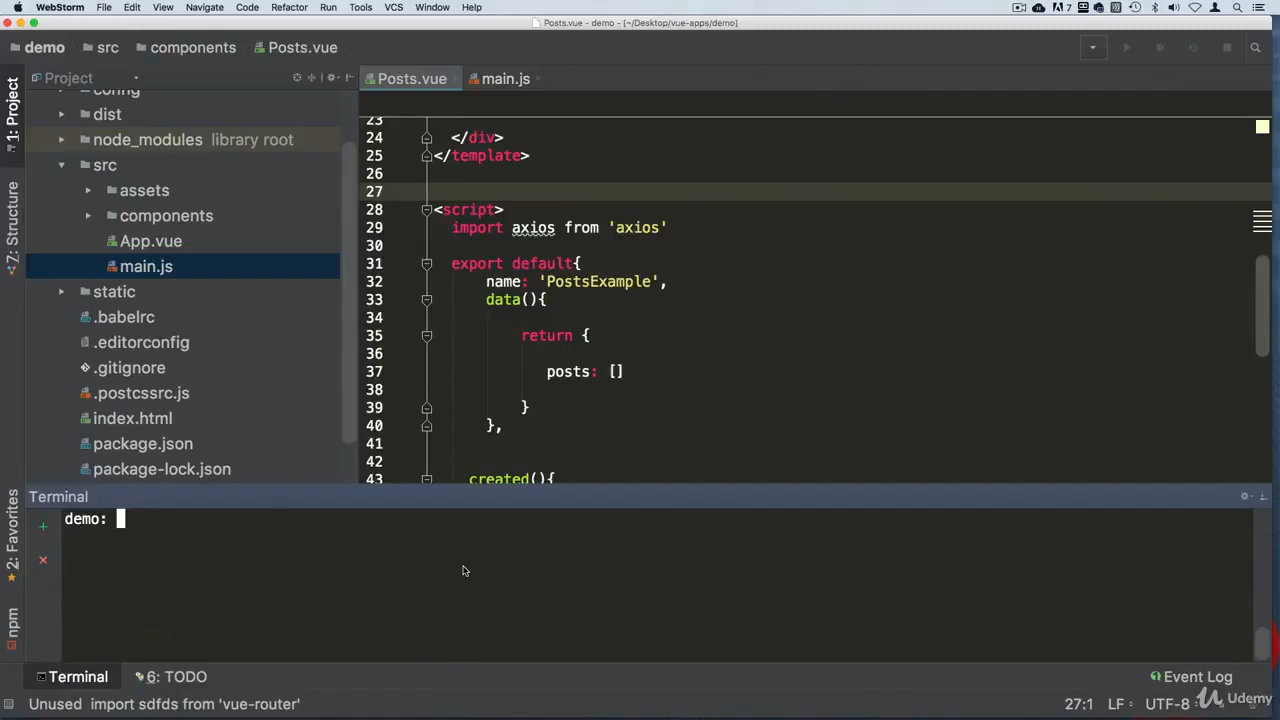 WebStorm File Edit View Navigate Code Refactor Run Tools VCS Window Help
7
Posts.vue - demo - [~/Desktop/vue-apps/demo]
demo src components Posts.vue
1: Project
Z: Structure
2: Favorites
npm
Project
config
dist
node_modules library root
src
assets
components
App.vue
main.js
static
.babelrc
.editorconfig
.gitignore
.postcssrc.js
index.html
package.json
package-lock.json
Posts.vue main.js
23
24 </div>
25 </template>
26
27
28 <script>
29 import axios from 'axios'
30
31 export default{
32 name: 'PostsExample',
33 data(){
34
35 return {
36
37 posts: []
38
39 }
40 },
41
42
43 created(){
Terminal
demo:
Terminal 6: TODO Event Log
Unused import sdfds from 'vue-router' 27:1 LF UTF-8
Udemy